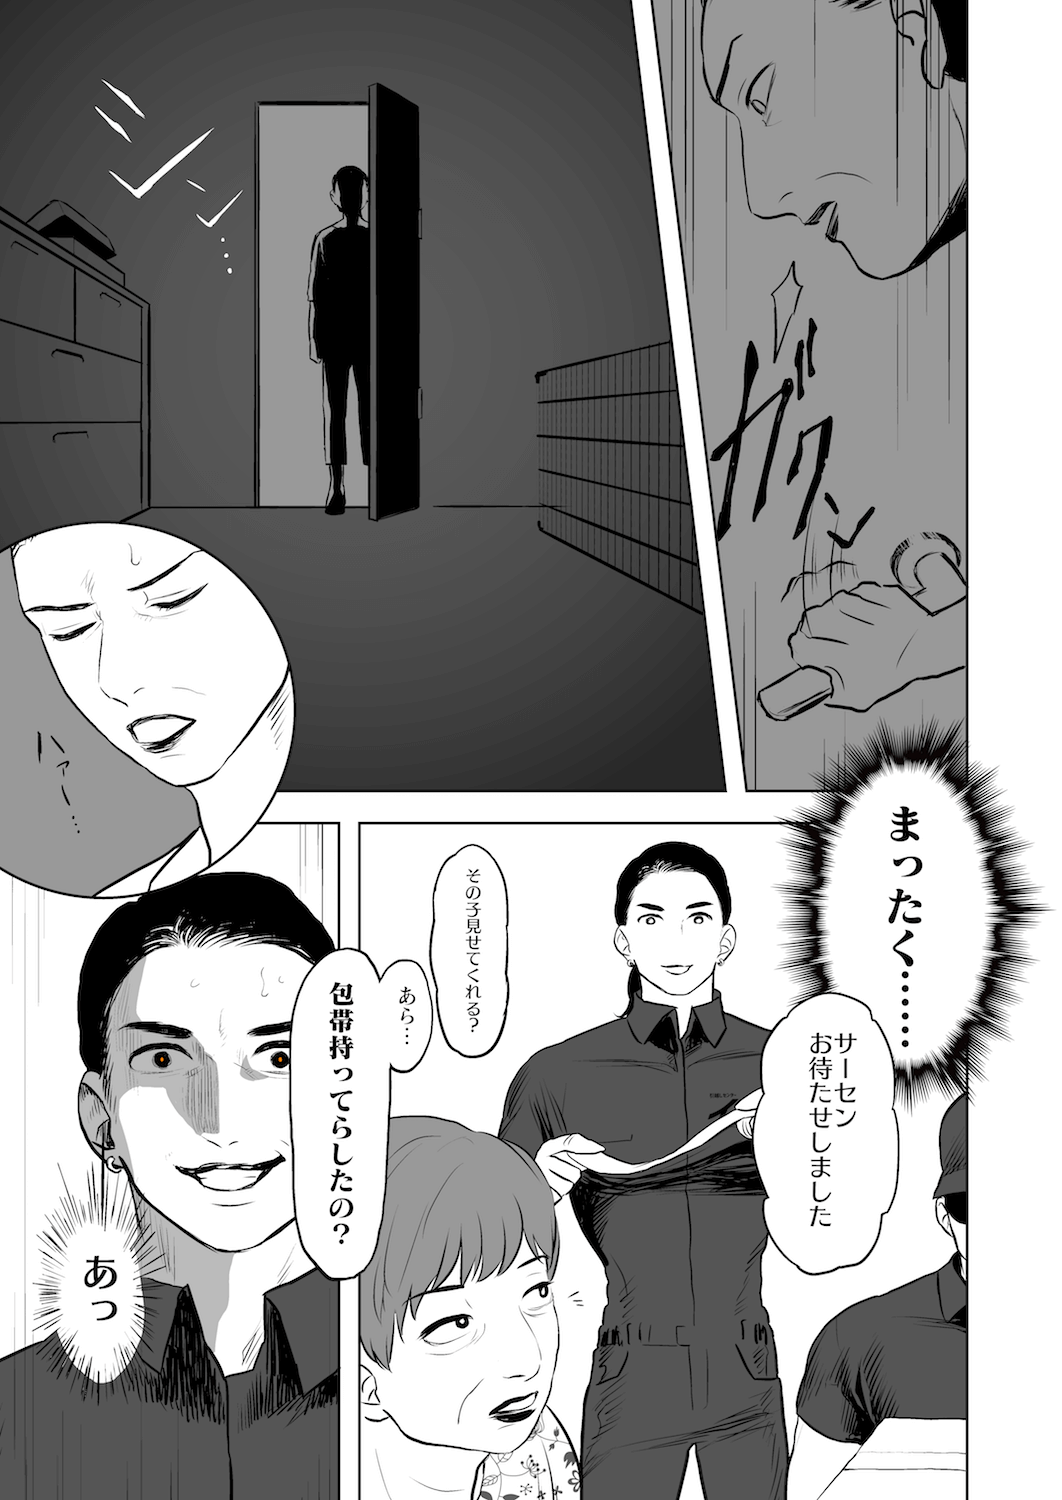 ガクンッ
シーン…
ハァー…
まったく……
サーセン
お待たせしました
その子見せてくれる?
あら…
包帯持ってらしたの?
あっ